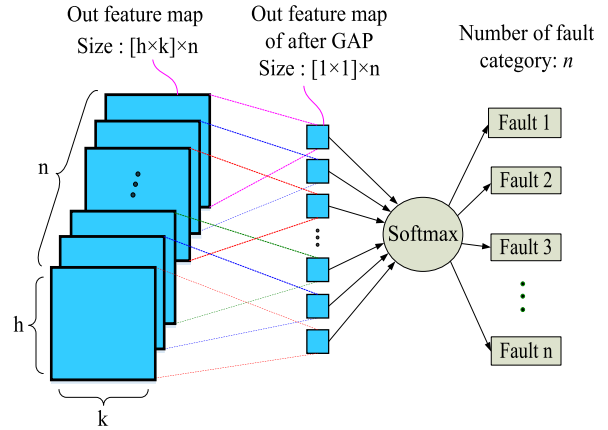 Out feature map
Size : [h×k]×n
Out feature map
of after GAP
Size : [1×1]×n
Number of fault
category: n
n
h
k
Softmax
Fault 1
Fault 2
Fault 3
Fault n